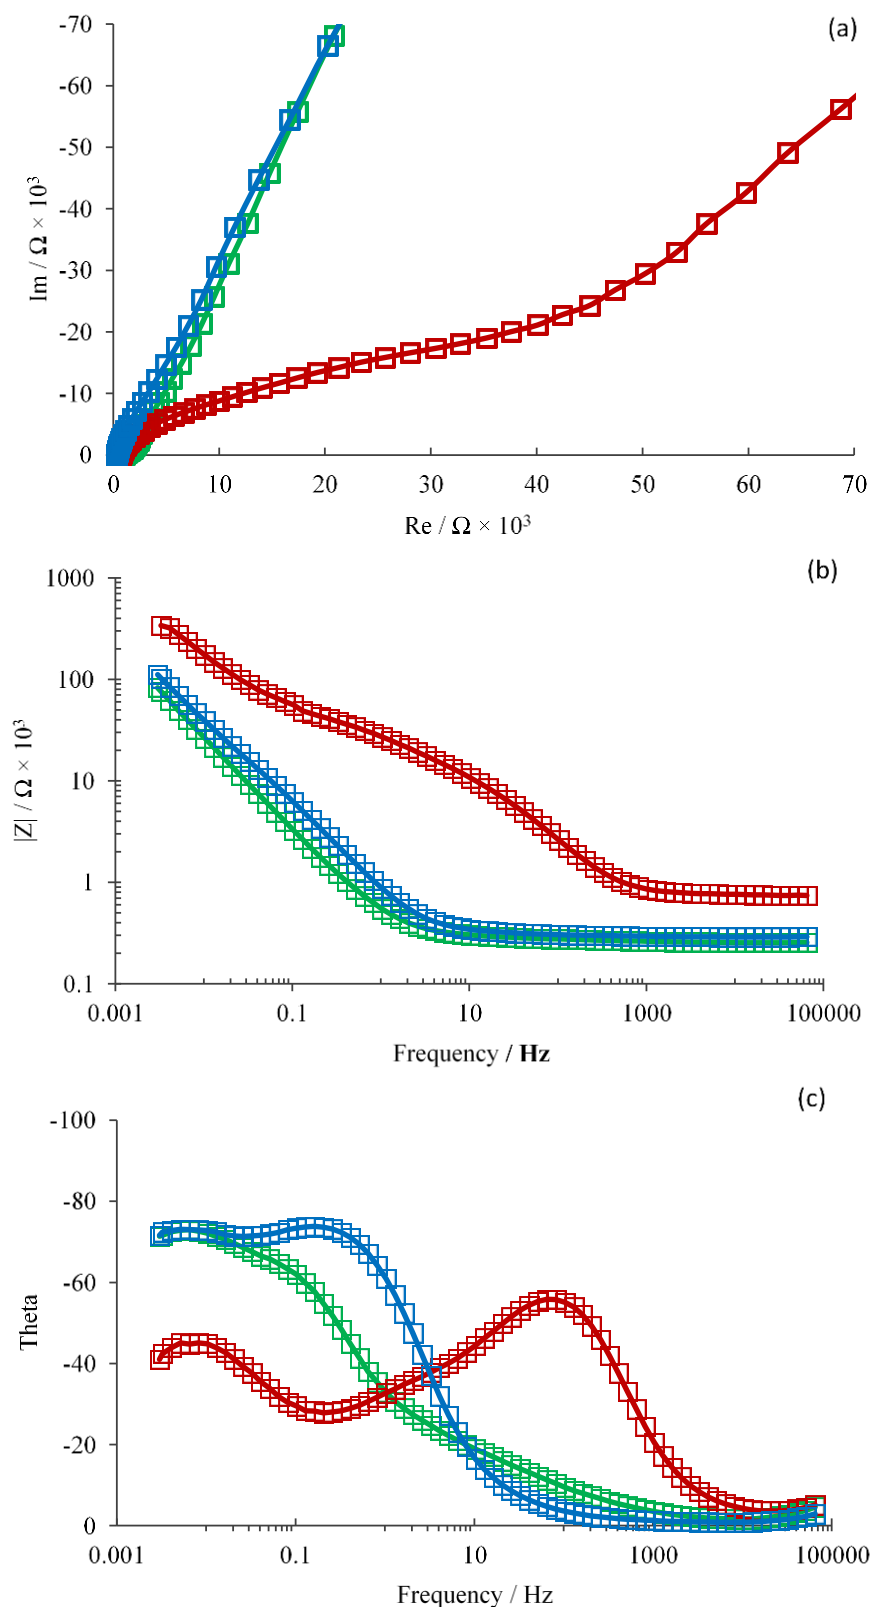 (a)
-70
-60
-50
-40
-30
-20
-10
0
Im / Ω × 10³
0 10 20 30 40 50 60 70
Re / Ω × 10³
(b)
1000
100
10
1
0.1
|Z| / Ω × 10³
0.001 0.1 10 1000 100000
Frequency / Hz
(c)
-100
-80
-60
-40
-20
0
Theta
0.001 0.1 10 1000 100000
Frequency / Hz